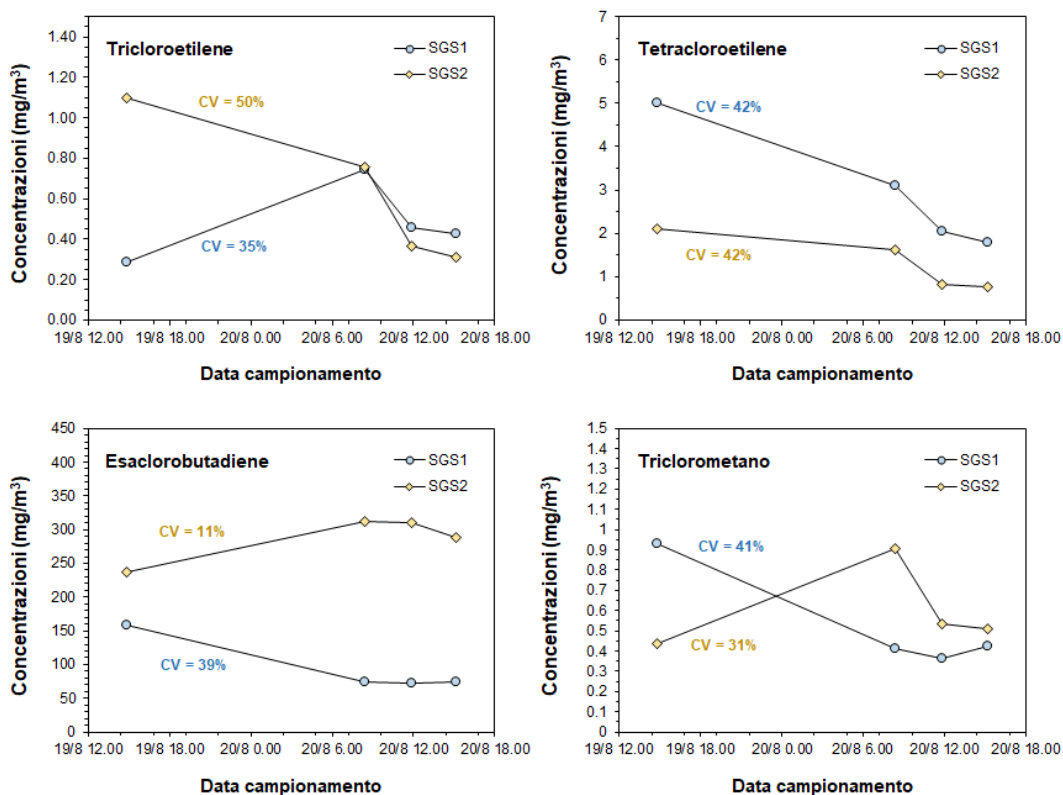 Tricloroetilene
SGS1
SGS2
CV = 50%
CV = 35%
Concentrazioni (mg/m³)
1.40
1.20
1.00
0.80
0.60
0.40
0.20
0.00
19/8 12.00 19/8 18.00 20/8 0.00 20/8 6.00 20/8 12.00 20/8 18.00
Data campionamento
Tetracloroetilene
SGS1
SGS2
CV = 42%
CV = 42%
Concentrazioni (mg/m³)
7
6
5
4
3
2
1
0
19/8 12.00 19/8 18.00 20/8 0.00 20/8 6.00 20/8 12.00 20/8 18.00
Data campionamento
Esaclorobutadiene
SGS1
SGS2
CV = 11%
CV = 39%
Concentrazioni (mg/m³)
450
400
350
300
250
200
150
100
50
0
19/8 12.00 19/8 18.00 20/8 0.00 20/8 6.00 20/8 12.00 20/8 18.00
Data campionamento
Triclorometano
SGS1
SGS2
CV = 41%
CV = 31%
Concentrazioni (mg/m³)
1.5
1.4
1.3
1.2
1.1
1
0.9
0.8
0.7
0.6
0.5
0.4
0.3
0.2
0.1
0
19/8 12.00 19/8 18.00 20/8 0.00 20/8 6.00 20/8 12.00 20/8 18.00
Data campionamento